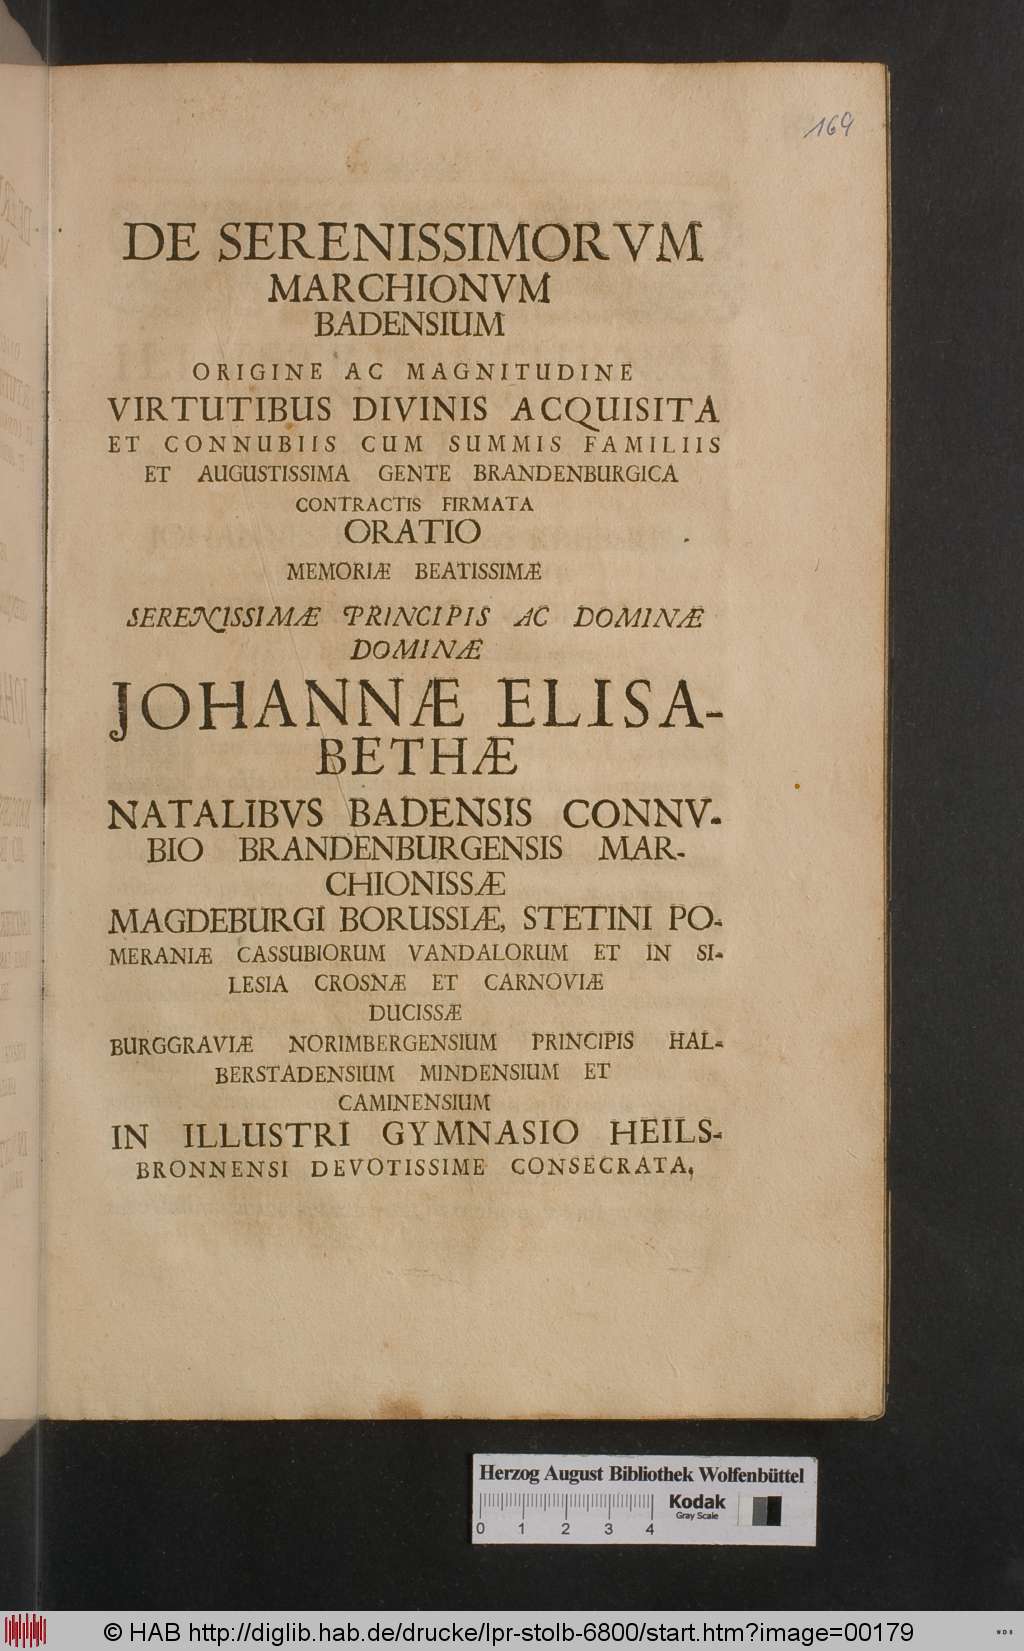 169
DE SERENISSIMORVM
MARCHIONVM
BADENSIUM
ORIGINE AC MAGNITUDINE
VIRTUTIBUS DIVINIS ACQUISITA
ET CONNUBIIS CUM SUMMIS FAMILIIS
ET AUGUSTISSIMA GENTE BRANDENBURGICA
CONTRACTIS FIRMATA
ORATIO
MEMORIÆ BEATISSIMÆ
SERENISSIMÆ PRINCIPIS AC DOMINÆ
DOMINÆ
JOHANNÆ ELISA-
BETHÆ
NATALIBVS BADENSIS CONNV-
BIO BRANDENBURGENSIS MAR-
CHIONISSÆ
MAGDEBURGI BORUSSIÆ, STETINI PO-
MERANIÆ CASSUBIORUM VANDALORUM ET IN SI-
LESIA CROSNÆ ET CARNOVIÆ
DUCISSÆ
BURGGRAVIÆ NORIMBERGENSIUM PRINCIPIS HAL-
BERSTADENSIUM MINDENSIUM ET
CAMINENSIUM
IN ILLUSTRI GYMNASIO HEILS-
BRONNENSI DEVOTISSIME CONSECRATA,
Herzog August Bibliothek Wolfenbüttel
Kodak
Gray Scale
0 1 2 3 4
© HAB http://diglib.hab.de/drucke/lpr-stolb-6800/start.htm?image=00179